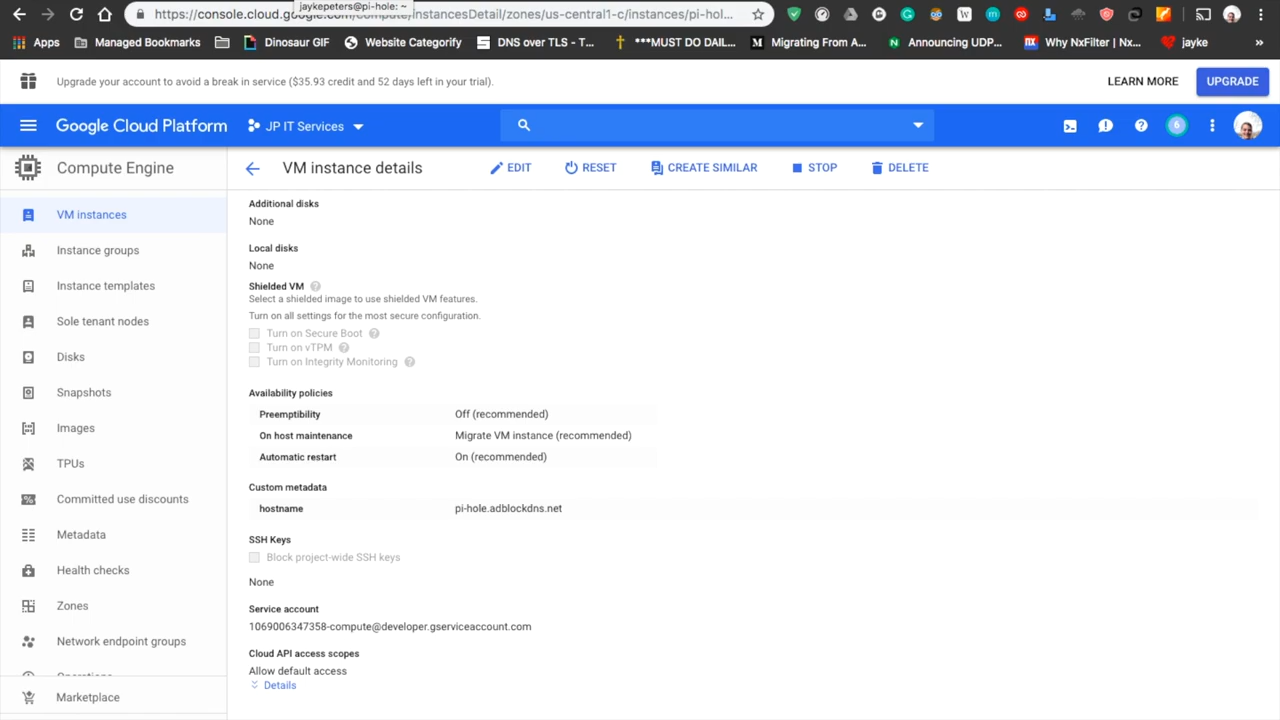 jaykepeters@pi-hole: ~
https://console.cloud.google.com/compute/instancesDetail/zones/us-central1-c/instances/pi-hol...
Apps Managed Bookmarks Dinosaur GIF Website Categorify DNS over TLS - T... ***MUST DO DAIL... Migrating From A... Announcing UDP... Why NxFilter | Nx... jayke »
Upgrade your account to avoid a break in service ($35.93 credit and 52 days left in your trial). LEARN MORE UPGRADE
Google Cloud Platform JP IT Services 6
Compute Engine
VM instance details EDIT RESET CREATE SIMILAR STOP DELETE
VM instances
Instance groups
Instance templates
Sole tenant nodes
Disks
Snapshots
Images
TPUs
Committed use discounts
Metadata
Health checks
Zones
Network endpoint groups
Operations
Marketplace
Additional disks
None
Local disks
None
Shielded VM
Select a shielded image to use shielded VM features.
Turn on all settings for the most secure configuration.
Turn on Secure Boot
Turn on vTPM
Turn on Integrity Monitoring
Availability policies
Preemptibility Off (recommended)
On host maintenance Migrate VM instance (recommended)
Automatic restart On (recommended)
Custom metadata
hostname pi-hole.adblockdns.net
SSH Keys
Block project-wide SSH keys
None
Service account
1069006347358-compute@developer.gserviceaccount.com
Cloud API access scopes
Allow default access
Details